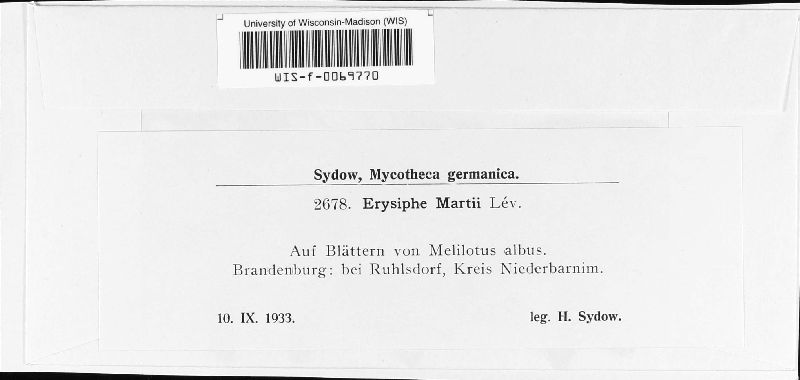 University of Wisconsin-Madison (WIS)
WIS-f-0069770
Sydow, Mycotheca germanica.
2678. Erysiphe Martii Lév.
Auf Blättern von Melilotus albus.
Brandenburg: bei Ruhlsdorf, Kreis Niederbarnim.
10. IX. 1933.
leg. H. Sydow.